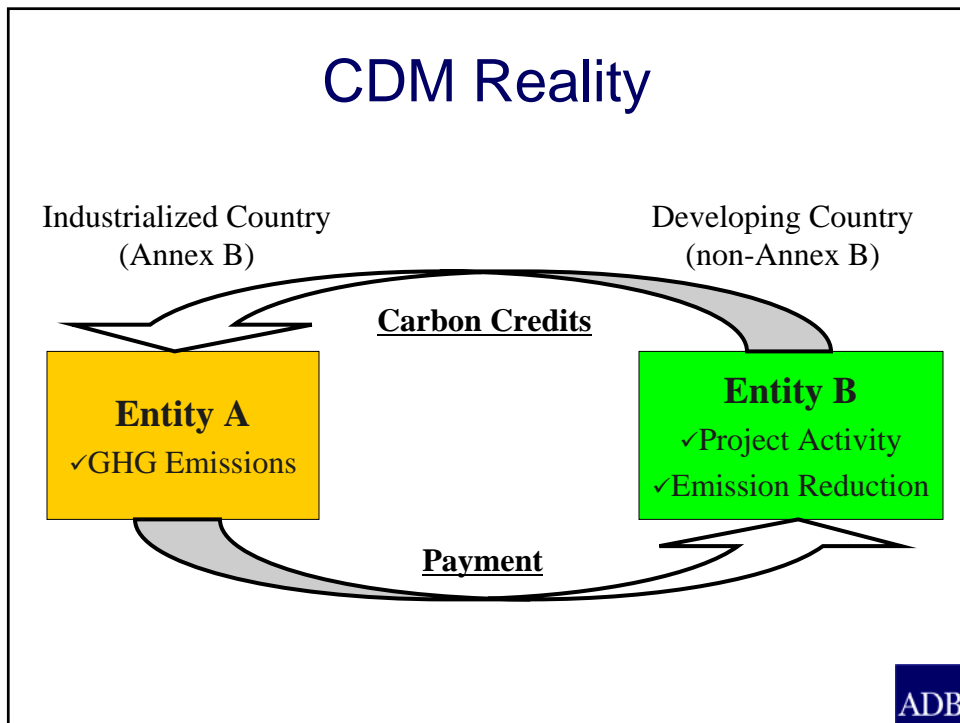 CDM Reality
Industrialized Country
(Annex B)
Developing Country
(non-Annex B)
Carbon Credits
Entity A
✓GHG Emissions
Entity B
✓Project Activity
✓Emission Reduction
Payment
ADB